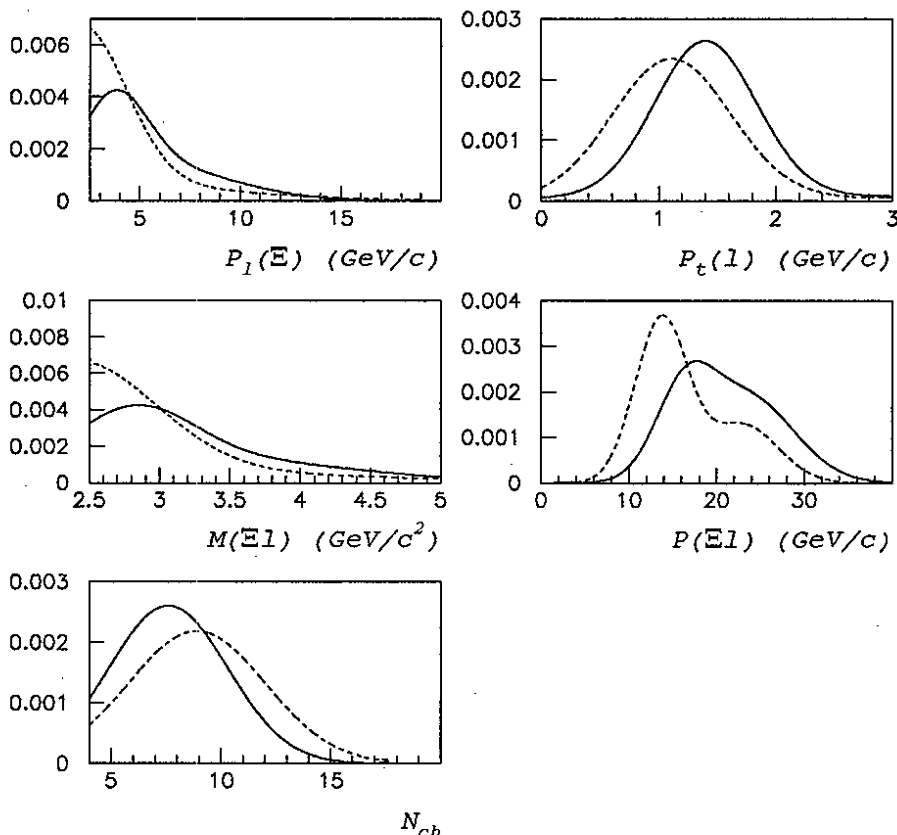 0.006
0.004
0.002
0
5 10 15
P_l(Ξ) (GeV/c)
0.003
0.002
0.001
0
0 1 2 3
P_t(l) (GeV/c)
0.01
0.008
0.006
0.004
0.002
0
2.5 3 3.5 4 4.5 5
M(Ξl) (GeV/c²)
0.004
0.003
0.002
0.001
0
0 10 20 30
P(Ξl) (GeV/c)
0.003
0.002
0.001
0
5 10 15
N_ch